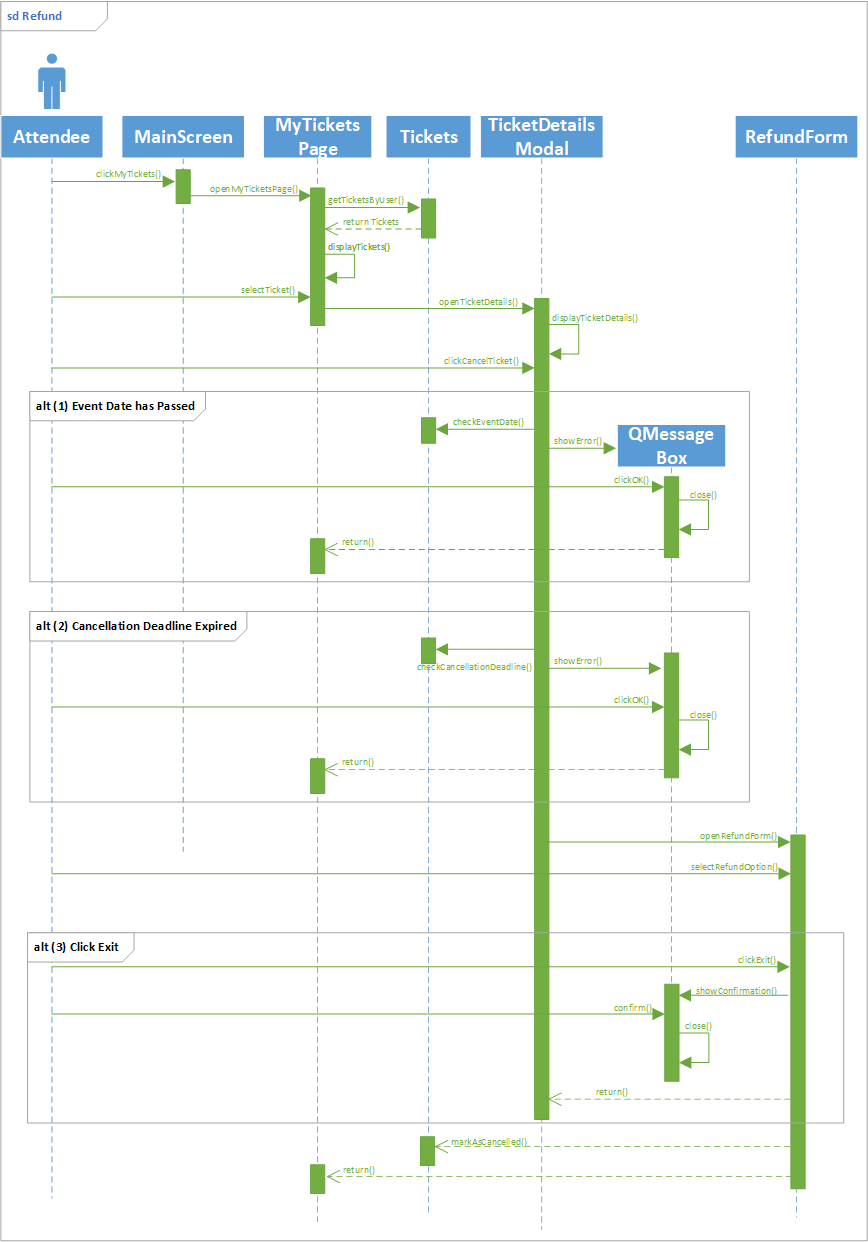 sd Refund
Attendee
MainScreen
MyTickets
Page
Tickets
TicketDetails
Modal
RefundForm
clickMyTickets()
openMyTicketsPage()
getTicketsByUser()
return Tickets
displayTickets()
selectTicket()
openTicketDetails()
displayTicketDetails()
clickCancelTicket()
alt (1) Event Date has Passed
checkEventDate()
QMessage
Box
showError()
clickOK()
close()
return()
alt (2) Cancellation Deadline Expired
checkCancellationDeadline()
showError()
clickOK()
close()
return()
openRefundForm()
selectRefundOption()
alt (3) Click Exit
clickExit()
showConfirmation()
confirm()
close()
return()
markAsCancelled()
return()